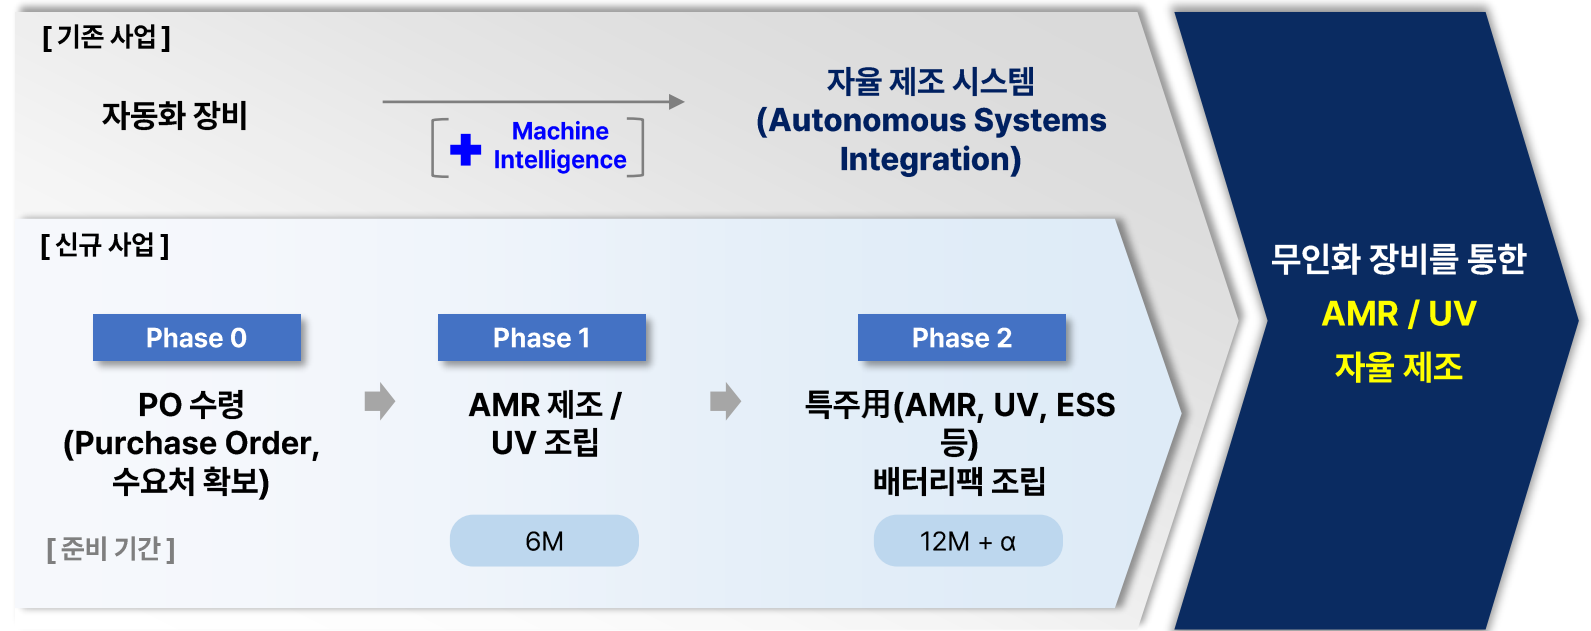 [ 기존 사업 ]
자동화 장비
Machine
Intelligence
자율 제조 시스템
(Autonomous Systems
Integration)
[ 신규 사업 ]
Phase 0
PO 수령
(Purchase Order,
수요처 확보)
Phase 1
AMR 제조 /
UV 조립
Phase 2
특주用(AMR, UV, ESS
등)
배터리팩 조립
[ 준비 기간 ]
6M
12M + α
무인화 장비를 통한
AMR / UV
자율 제조